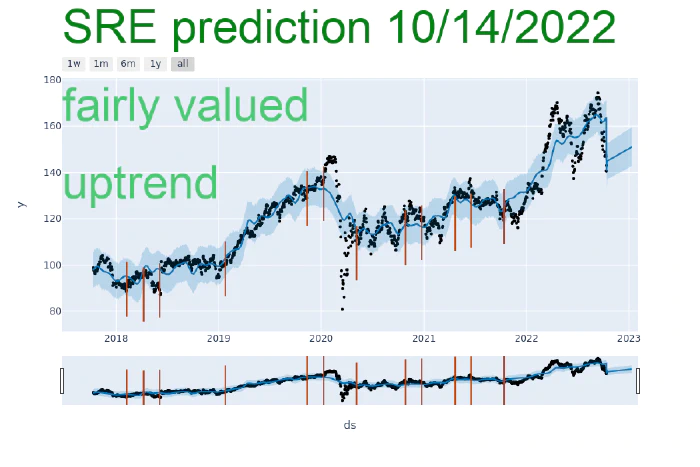 SRE prediction 10/14/2022
1w 1m 6m 1y all
180
fairly valued
160
140
uptrend
y
120
100
80
2018 2019 2020 2021 2022 2023
ds